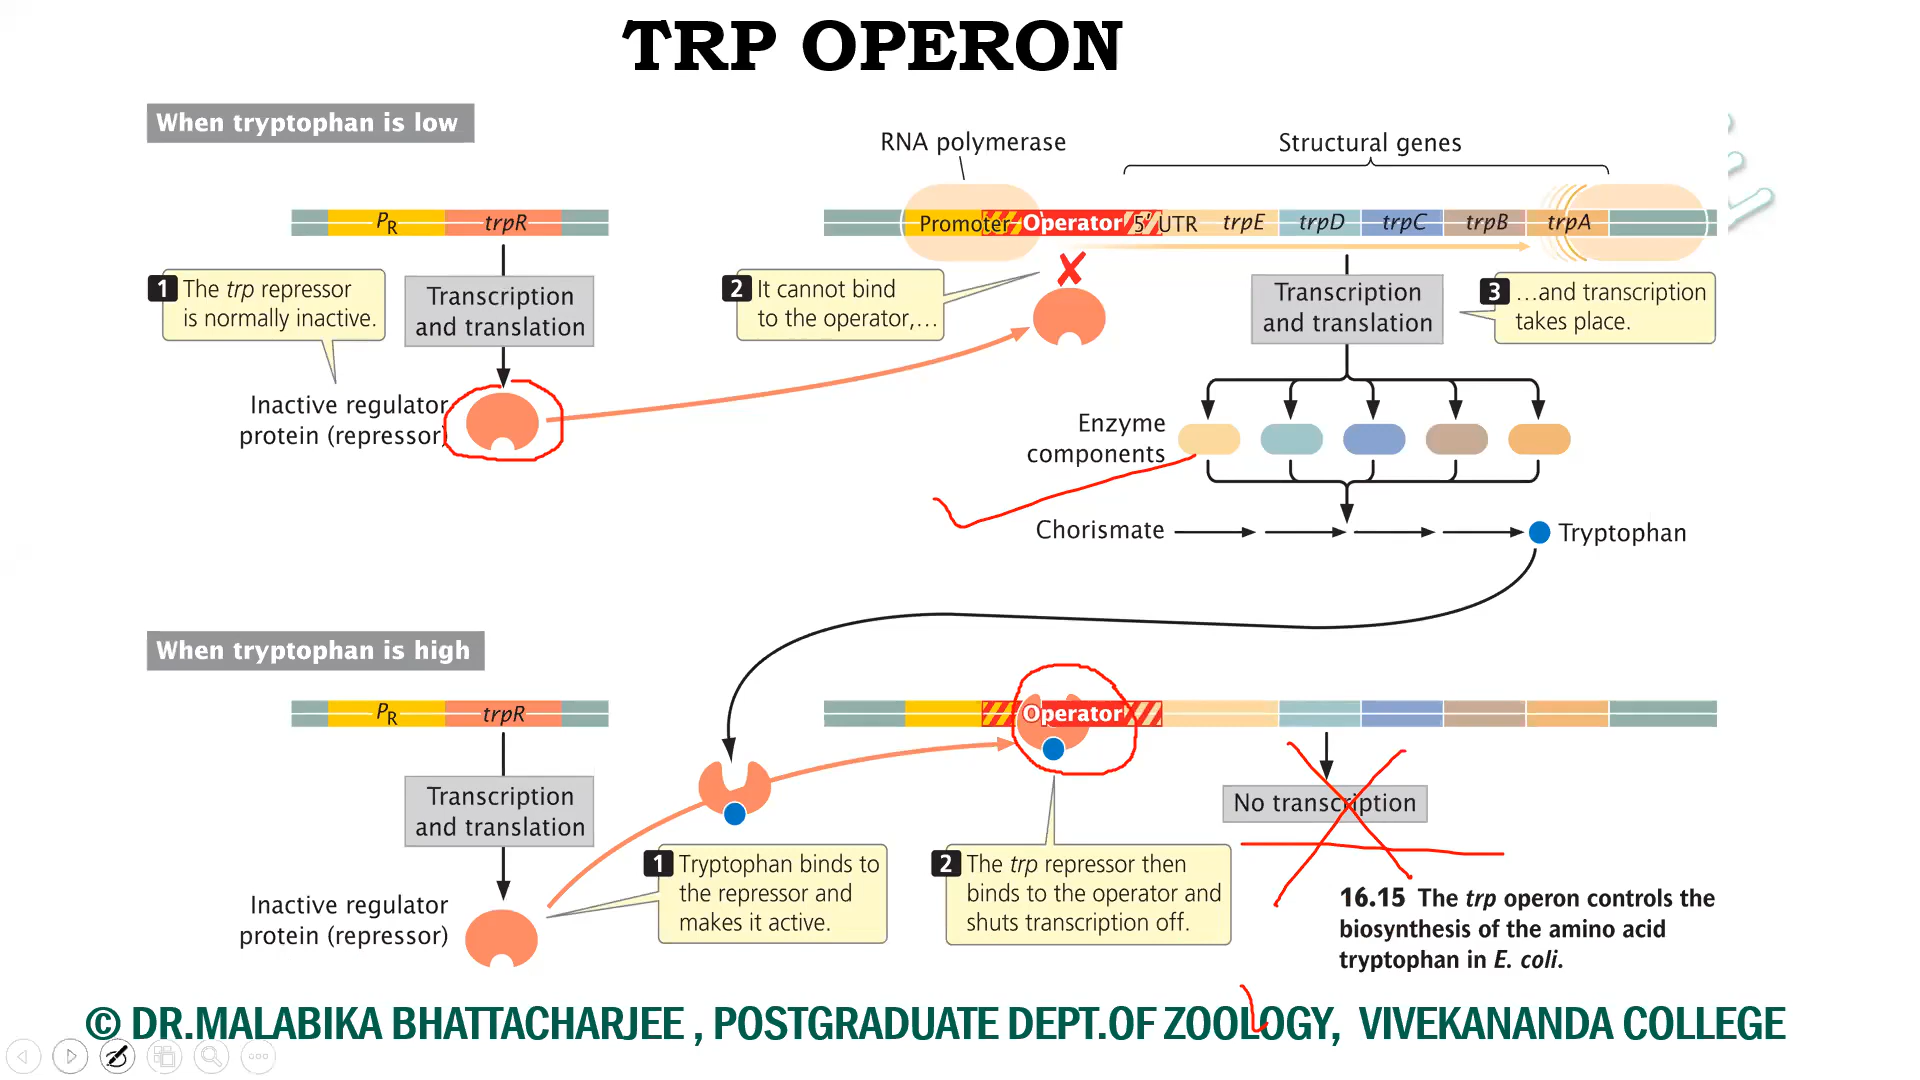 TRP OPERON
When tryptophan is low
RNA polymerase
Structural genes
PR
trpR
Promoter
Operator
5' UTR
trpE
trpD
trpC
trpB
trpA
1 The trp repressor
is normally inactive.
Transcription
and translation
2 It cannot bind
to the operator,...
Transcription
and translation
3 ...and transcription
takes place.
Inactive regulator
protein (repressor)
Enzyme
components
Chorismate
Tryptophan
When tryptophan is high
PR
trpR
Operator
Transcription
and translation
No transcription
1 Tryptophan binds to
the repressor and
makes it active.
2 The trp repressor then
binds to the operator and
shuts transcription off.
Inactive regulator
protein (repressor)
16.15 The trp operon controls the
biosynthesis of the amino acid
tryptophan in E. coli.
© DR.MALABIKA BHATTACHARJEE , POSTGRADUATE DEPT.OF ZOOLOGY, VIVEKANANDA COLLEGE